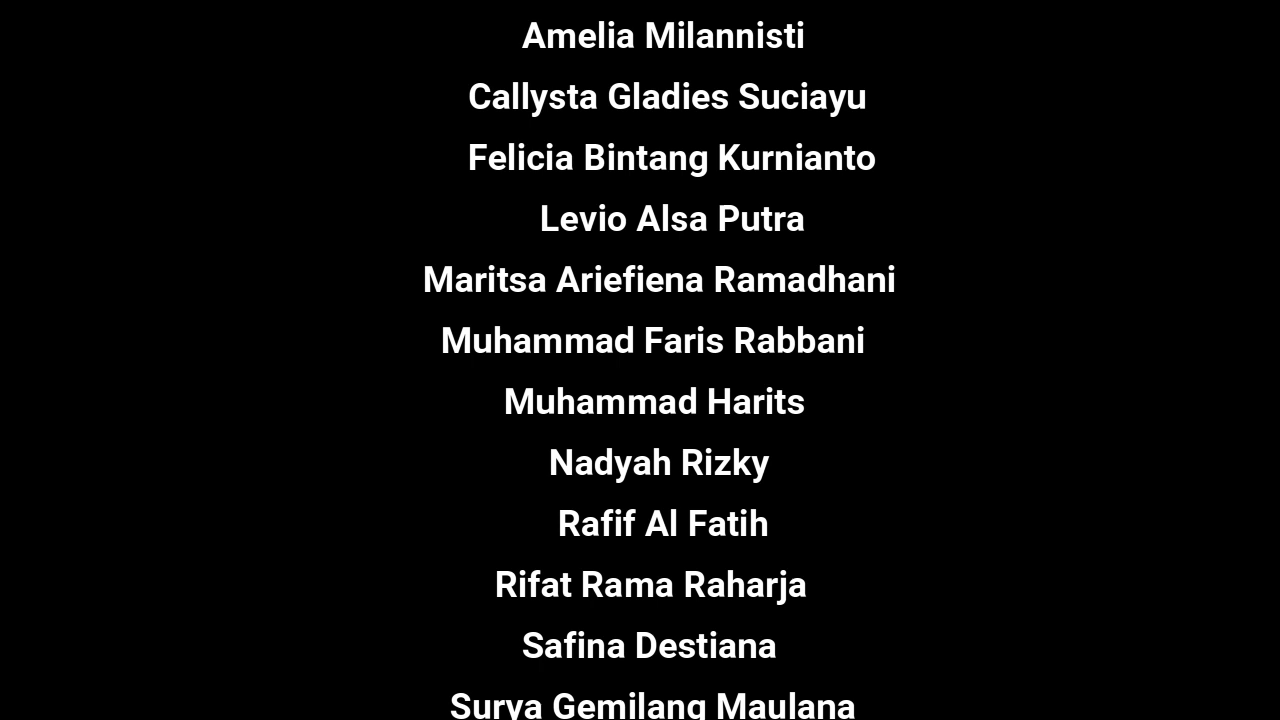 Amelia Milannisti
Callysta Gladies Suciayu
Felicia Bintang Kurnianto
Levio Alsa Putra
Maritsa Ariefiena Ramadhani
Muhammad Faris Rabbani
Muhammad Harits
Nadyah Rizky
Rafif Al Fatih
Rifat Rama Raharja
Safina Destiana
Surya Gemilang Maulana